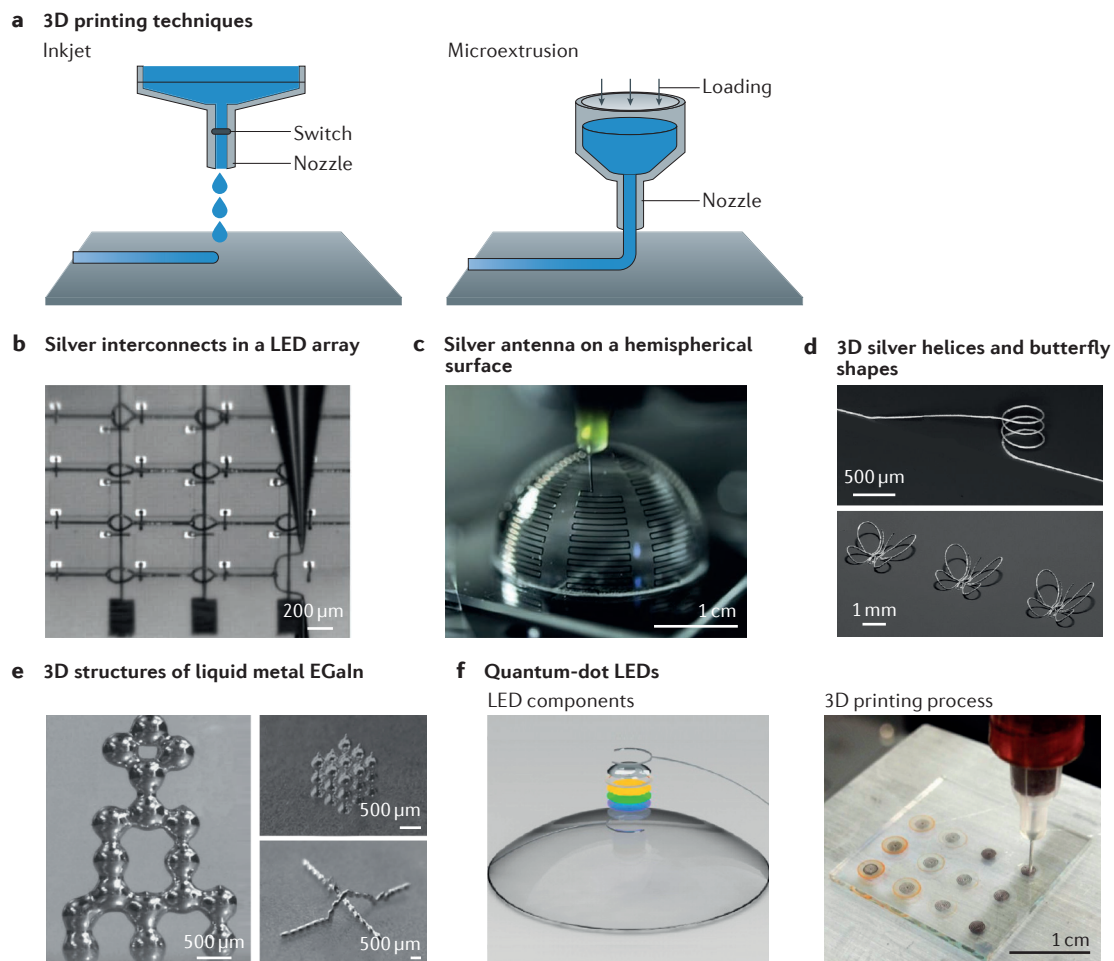 a 3D printing techniques
Inkjet
Microextrusion
Loading
Switch
Nozzle
Nozzle
b Silver interconnects in a LED array
c Silver antenna on a hemispherical
surface
d 3D silver helices and butterfly
shapes
200 μm
1 cm
500 μm
1 mm
e 3D structures of liquid metal EGaIn
f Quantum-dot LEDs
LED components
3D printing process
500 μm
500 μm
500 μm
1 cm